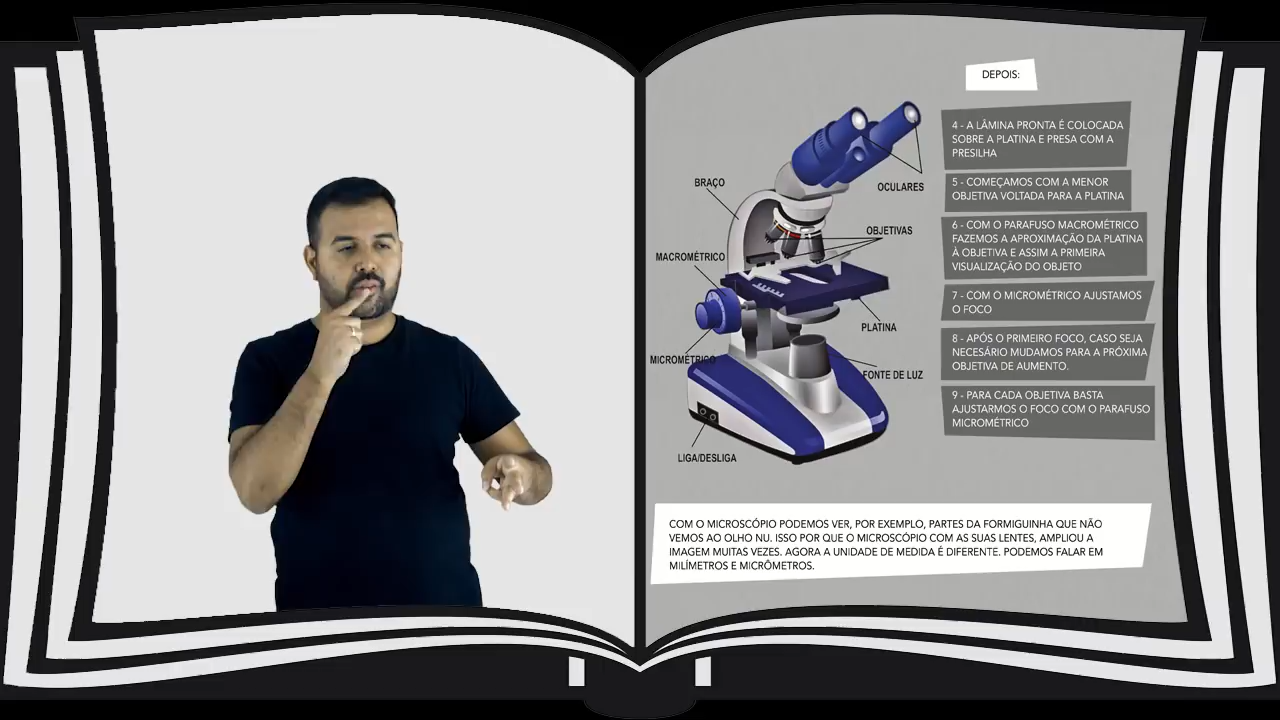 DEPOIS:
4 - A LÂMINA PRONTA É COLOCADA
SOBRE A PLATINA E PRESA COM A
PRESILHA
5 - COMEÇAMOS COM A MENOR
OBJETIVA VOLTADA PARA A PLATINA
6 - COM O PARAFUSO MACROMÉTRICO
FAZEMOS A APROXIMAÇÃO DA PLATINA
À OBJETIVA E ASSIM A PRIMEIRA
VISUALIZAÇÃO DO OBJETO
7 - COM O MICROMÉTRICO AJUSTAMOS
O FOCO
8 - APÓS O PRIMEIRO FOCO, CASO SEJA
NECESÁRIO MUDAMOS PARA A PRÓXIMA
OBJETIVA DE AUMENTO.
9 - PARA CADA OBJETIVA BASTA
AJUSTARMOS O FOCO COM O PARAFUSO
MICROMÉTRICO
BRAÇO
OCULARES
OBJETIVAS
MACROMÉTRICO
PLATINA
MICROMÉTRICO
FONTE DE LUZ
LIGA/DESLIGA
COM O MICROSCÓPIO PODEMOS VER, POR EXEMPLO, PARTES DA FORMIGUINHA QUE NÃO
VEMOS AO OLHO NU. ISSO POR QUE O MICROSCÓPIO COM AS SUAS LENTES, AMPLIOU A
IMAGEM MUITAS VEZES. AGORA A UNIDADE DE MEDIDA É DIFERENTE. PODEMOS FALAR EM
MILÍMETROS E MICRÔMETROS.